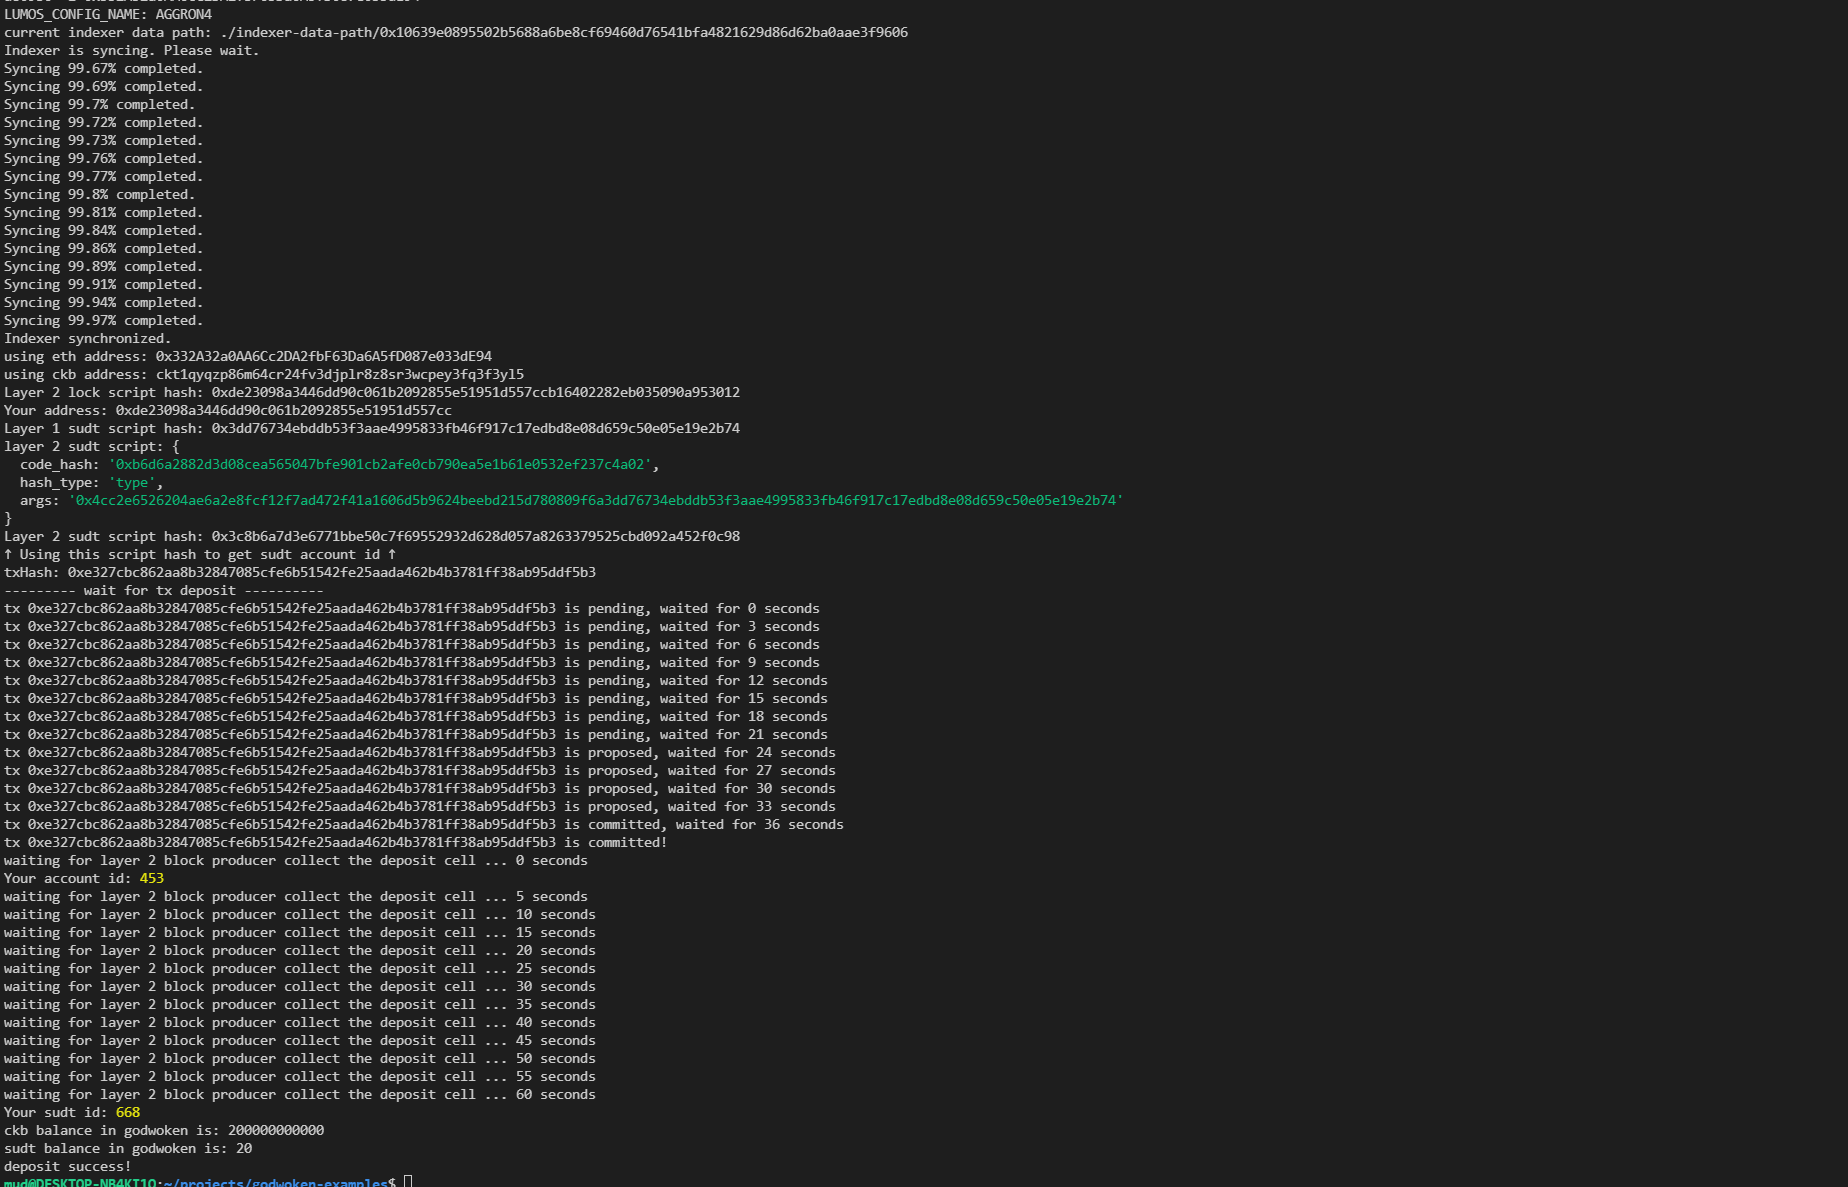 LUMOS_CONFIG_NAME: AGGRON4
current indexer data path: ./indexer-data-path/0x10639e0895502b5688a6be8cf69460d76541bfa4821629d86d62ba0aae3f9606
Indexer is syncing. Please wait.
Syncing 99.67% completed.
Syncing 99.69% completed.
Syncing 99.7% completed.
Syncing 99.72% completed.
Syncing 99.73% completed.
Syncing 99.76% completed.
Syncing 99.77% completed.
Syncing 99.8% completed.
Syncing 99.81% completed.
Syncing 99.84% completed.
Syncing 99.86% completed.
Syncing 99.89% completed.
Syncing 99.91% completed.
Syncing 99.94% completed.
Syncing 99.97% completed.
Indexer synchronized.
using eth address: 0x332A32a0AA6Cc2DA2fbF63Da6A5fD087e033dE94
using ckb address: ckt1qyqzp86m64cr24fv3djplr8z8sr3wcpey3fq3f3yl5
Layer 2 lock script hash: 0xde23098a3446dd90c061b2092855e51951d557ccb16402282eb035090a953012
Your address: 0xde23098a3446dd90c061b2092855e51951d557cc
Layer 1 sudt script hash: 0x3dd76734ebddb53f3aae4995833fb46f917c17edbd8e08d659c50e05e19e2b74
layer 2 sudt script: {
  code_hash: '0xb6d6a2882d3d08cea565047bfe901cb2afe0cb790ea5e1b61e0532ef237c4a02',
  hash_type: 'type',
  args: '0x4cc2e6526204ae6a2e8fcf12f7ad472f41a1606d5b9624beebd215d780809f6a3dd76734ebddb53f3aae4995833fb46f917c17edbd8e08d659c50e05e19e2b74'
}
Layer 2 sudt script hash: 0x3c8b6a7d3e6771bbe50c7f69552932d628d057a8263379525cbd092a452f0c98
↑ Using this script hash to get sudt account id ↑
txHash: 0xe327cbc862aa8b32847085cfe6b51542fe25aada462b4b3781ff38ab95ddf5b3
--------- wait for tx deposit ----------
tx 0xe327cbc862aa8b32847085cfe6b51542fe25aada462b4b3781ff38ab95ddf5b3 is pending, waited for 0 seconds
tx 0xe327cbc862aa8b32847085cfe6b51542fe25aada462b4b3781ff38ab95ddf5b3 is pending, waited for 3 seconds
tx 0xe327cbc862aa8b32847085cfe6b51542fe25aada462b4b3781ff38ab95ddf5b3 is pending, waited for 6 seconds
tx 0xe327cbc862aa8b32847085cfe6b51542fe25aada462b4b3781ff38ab95ddf5b3 is pending, waited for 9 seconds
tx 0xe327cbc862aa8b32847085cfe6b51542fe25aada462b4b3781ff38ab95ddf5b3 is pending, waited for 12 seconds
tx 0xe327cbc862aa8b32847085cfe6b51542fe25aada462b4b3781ff38ab95ddf5b3 is pending, waited for 15 seconds
tx 0xe327cbc862aa8b32847085cfe6b51542fe25aada462b4b3781ff38ab95ddf5b3 is pending, waited for 18 seconds
tx 0xe327cbc862aa8b32847085cfe6b51542fe25aada462b4b3781ff38ab95ddf5b3 is pending, waited for 21 seconds
tx 0xe327cbc862aa8b32847085cfe6b51542fe25aada462b4b3781ff38ab95ddf5b3 is proposed, waited for 24 seconds
tx 0xe327cbc862aa8b32847085cfe6b51542fe25aada462b4b3781ff38ab95ddf5b3 is proposed, waited for 27 seconds
tx 0xe327cbc862aa8b32847085cfe6b51542fe25aada462b4b3781ff38ab95ddf5b3 is proposed, waited for 30 seconds
tx 0xe327cbc862aa8b32847085cfe6b51542fe25aada462b4b3781ff38ab95ddf5b3 is proposed, waited for 33 seconds
tx 0xe327cbc862aa8b32847085cfe6b51542fe25aada462b4b3781ff38ab95ddf5b3 is committed, waited for 36 seconds
tx 0xe327cbc862aa8b32847085cfe6b51542fe25aada462b4b3781ff38ab95ddf5b3 is committed!
waiting for layer 2 block producer collect the deposit cell ... 0 seconds
Your account id: 453
waiting for layer 2 block producer collect the deposit cell ... 5 seconds
waiting for layer 2 block producer collect the deposit cell ... 10 seconds
waiting for layer 2 block producer collect the deposit cell ... 15 seconds
waiting for layer 2 block producer collect the deposit cell ... 20 seconds
waiting for layer 2 block producer collect the deposit cell ... 25 seconds
waiting for layer 2 block producer collect the deposit cell ... 30 seconds
waiting for layer 2 block producer collect the deposit cell ... 35 seconds
waiting for layer 2 block producer collect the deposit cell ... 40 seconds
waiting for layer 2 block producer collect the deposit cell ... 45 seconds
waiting for layer 2 block producer collect the deposit cell ... 50 seconds
waiting for layer 2 block producer collect the deposit cell ... 55 seconds
waiting for layer 2 block producer collect the deposit cell ... 60 seconds
Your sudt id: 668
ckb balance in godwoken is: 200000000000
sudt balance in godwoken is: 20
deposit success!
mud@DESKTOP-NB4KT1Q:~/projects/godwoken-examples$